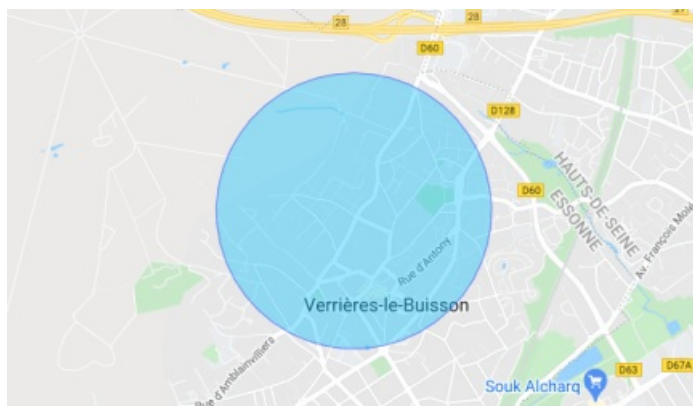 28
28
27
D60
D128
HAUTS-DE-SEINE
ESSONNE
D60
Av. François Molé
Rue d'Antony
Verrières-le-Buisson
Rue d'Amblainvilliers
Souk Alcharq
D63
D67A